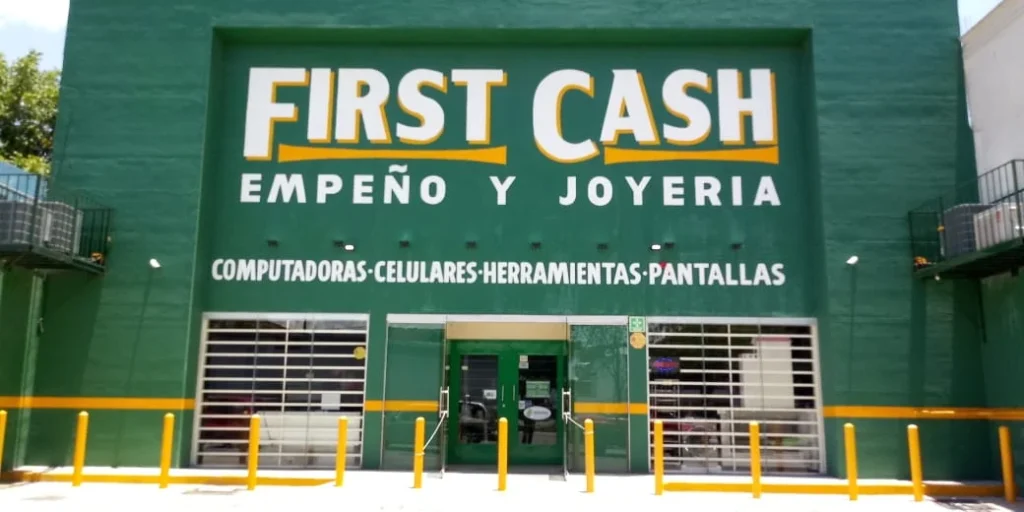 FIRST CASH
EMPEÑO Y JOYERIA
COMPUTADORAS·CELULARES·HERRAMIENTAS·PANTALLAS